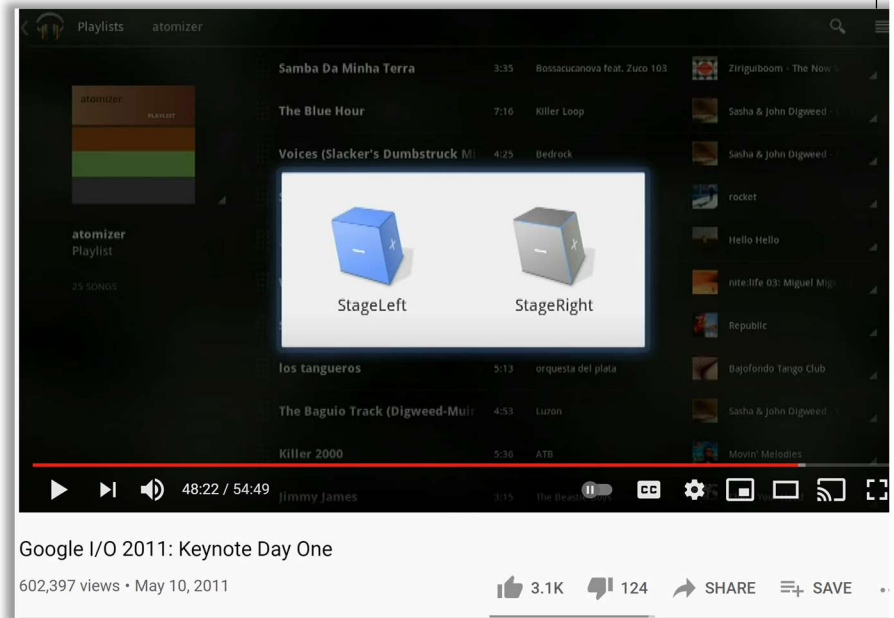 Playlists atomizer
Samba Da Minha Terra 3:35 Bossacucanova feat. Zuco 103 Ziriguiboom - The Now
atomizer
PLAYLIST
The Blue Hour 7:16 Killer Loop Sasha & John Digweed -
Voices (Slacker's Dumbstruck Mi 4:25 Bedrock Sasha & John Digweed -
rocket
atomizer
Playlist
Hello Hello
25 SONGS
nite:life 03: Miguel Mig
StageLeft StageRight
Republic
los tangueros 5:13 orquesta del plata Bajofondo Tango Club
The Baguio Track (Digweed-Muir 4:53 Luzon Sasha & John Digweed
Killer 2000 5:36 ATB Movin' Melodies
48:22 / 54:49 CC
Jimmy James 3:15 The Beastie Boys
Google I/O 2011: Keynote Day One
602,397 views • May 10, 2011 3.1K 124 SHARE SAVE